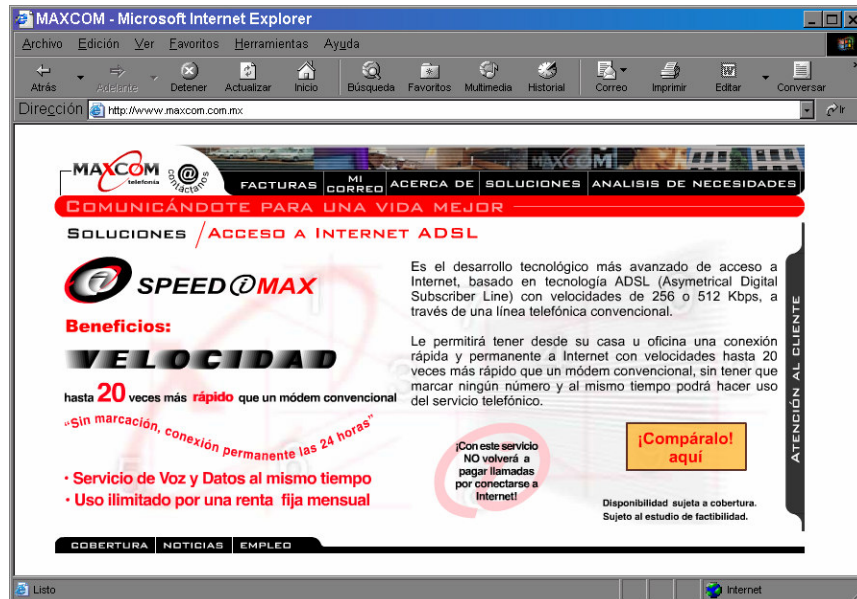 MAXCOM - Microsoft Internet Explorer
Archivo Edición Ver Favoritos Herramientas Ayuda
Atrás Adelante Detener Actualizar Inicio Búsqueda Favoritos Multimedia Historial Correo Imprimir Editar Conversar
Dirección http://www.maxcom.com.mx Ir
MAXCOM
telefonía
contáctanos
FACTURAS MI CORREO ACERCA DE SOLUCIONES ANALISIS DE NECESIDADES
COMUNICÁNDOTE PARA UNA VIDA MEJOR
SOLUCIONES / ACCESO A INTERNET ADSL
SPEED i MAX
Beneficios:
VELOCIDAD
hasta 20 veces más rápido que un módem convencional
"Sin marcación, conexión permanente las 24 horas"
· Servicio de Voz y Datos al mismo tiempo
· Uso ilimitado por una renta fija mensual
Es el desarrollo tecnológico más avanzado de acceso a
Internet, basado en tecnología ADSL (Asymetrical Digital
Subscriber Line) con velocidades de 256 o 512 Kbps, a
través de una línea telefónica convencional.
Le permitirá tener desde su casa u oficina una conexión
rápida y permanente a Internet con velocidades hasta 20
veces más rápido que un módem convencional, sin tener que
marcar ningún número y al mismo tiempo podrá hacer uso
del servicio telefónico.
¡Con este servicio
NO volverá a
pagar llamadas
por conectarse a
Internet!
¡Compáralo!
aquí
Disponibilidad sujeta a cobertura.
Sujeto al estudio de factibilidad.
ATENCIÓN AL CLIENTE
COBERTURA NOTICIAS EMPLEO
Listo Internet